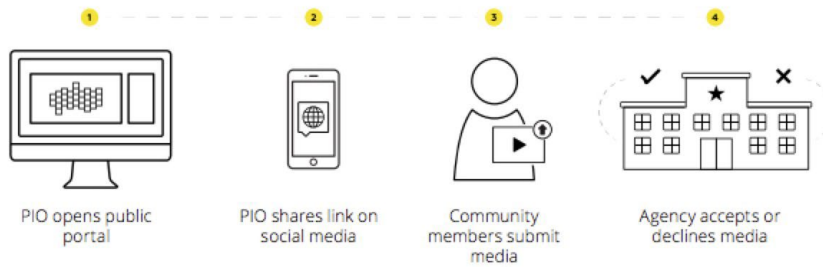 1
2
3
4
PIO opens public
portal
PIO shares link on
social media
Community
members submit
media
Agency accepts or
declines media